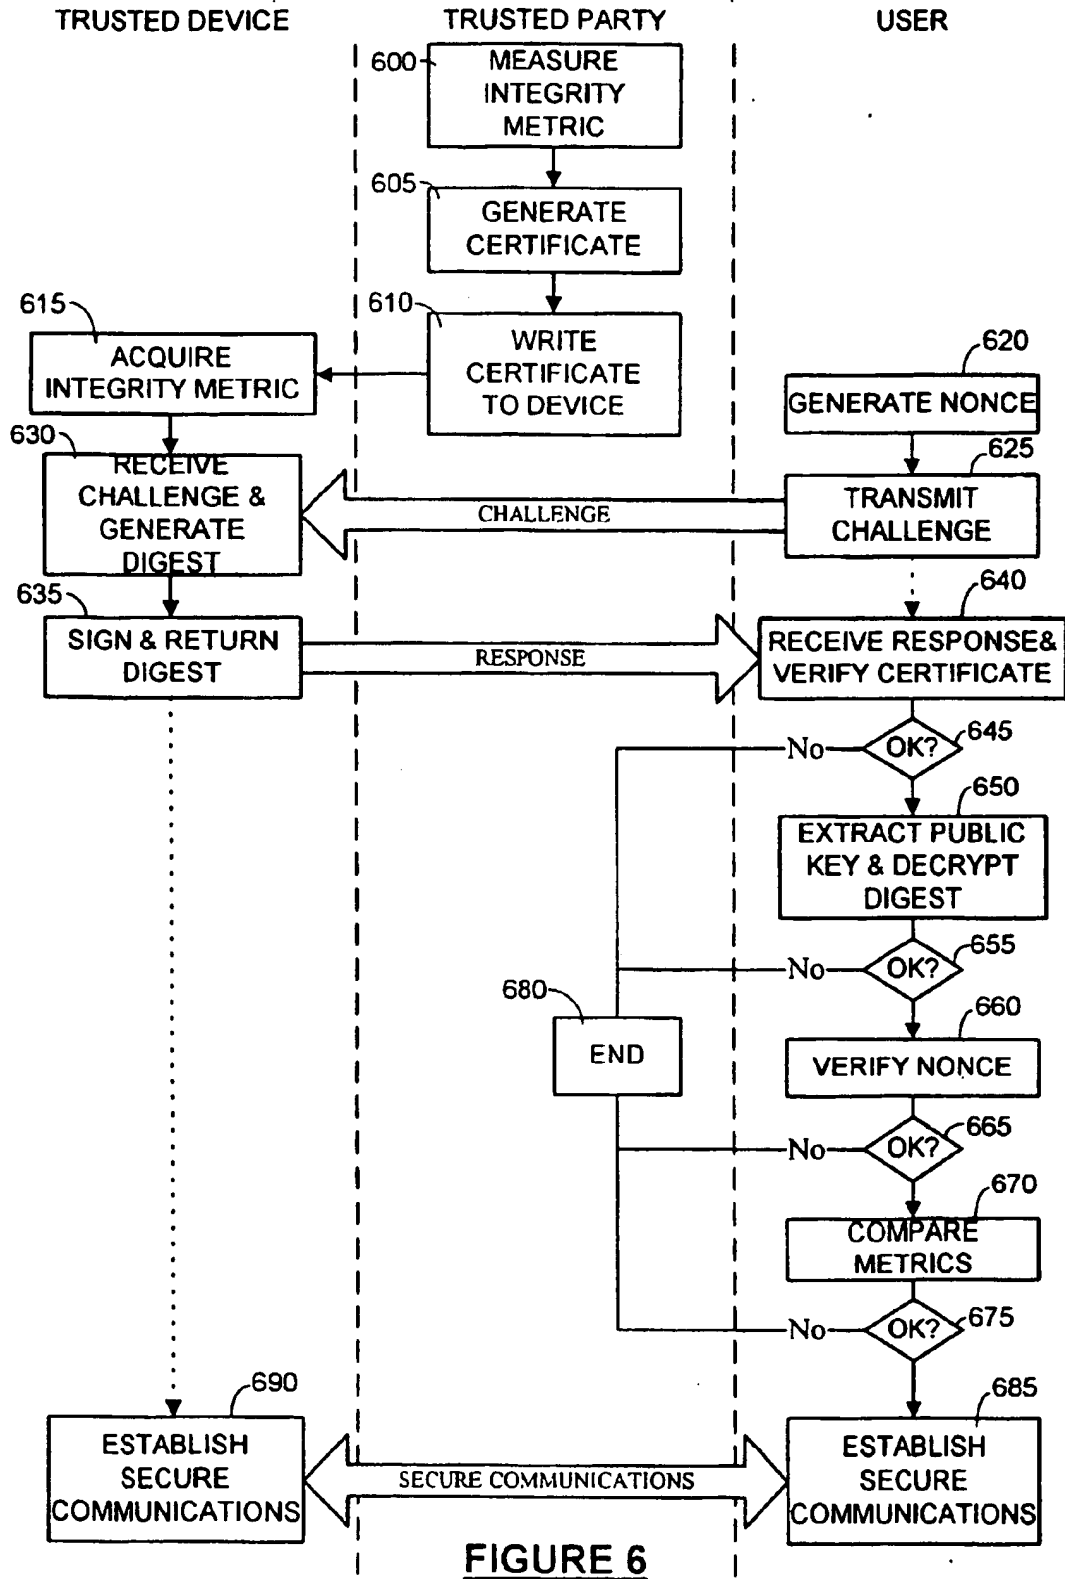 TRUSTED DEVICE
TRUSTED PARTY
USER
600
MEASURE
INTEGRITY
METRIC
605
GENERATE
CERTIFICATE
610
WRITE
CERTIFICATE
TO DEVICE
615
ACQUIRE
INTEGRITY METRIC
620
GENERATE NONCE
625
TRANSMIT
CHALLENGE
CHALLENGE
630
RECEIVE
CHALLENGE &
GENERATE
DIGEST
635
SIGN & RETURN
DIGEST
RESPONSE
640
RECEIVE RESPONSE&
VERIFY CERTIFICATE
645
OK?
No
650
EXTRACT PUBLIC
KEY & DECRYPT
DIGEST
655
OK?
No
660
VERIFY NONCE
665
OK?
No
670
COMPARE
METRICS
675
OK?
No
680
END
685
ESTABLISH
SECURE
COMMUNICATIONS
690
ESTABLISH
SECURE
COMMUNICATIONS
SECURE COMMUNICATIONS
FIGURE 6